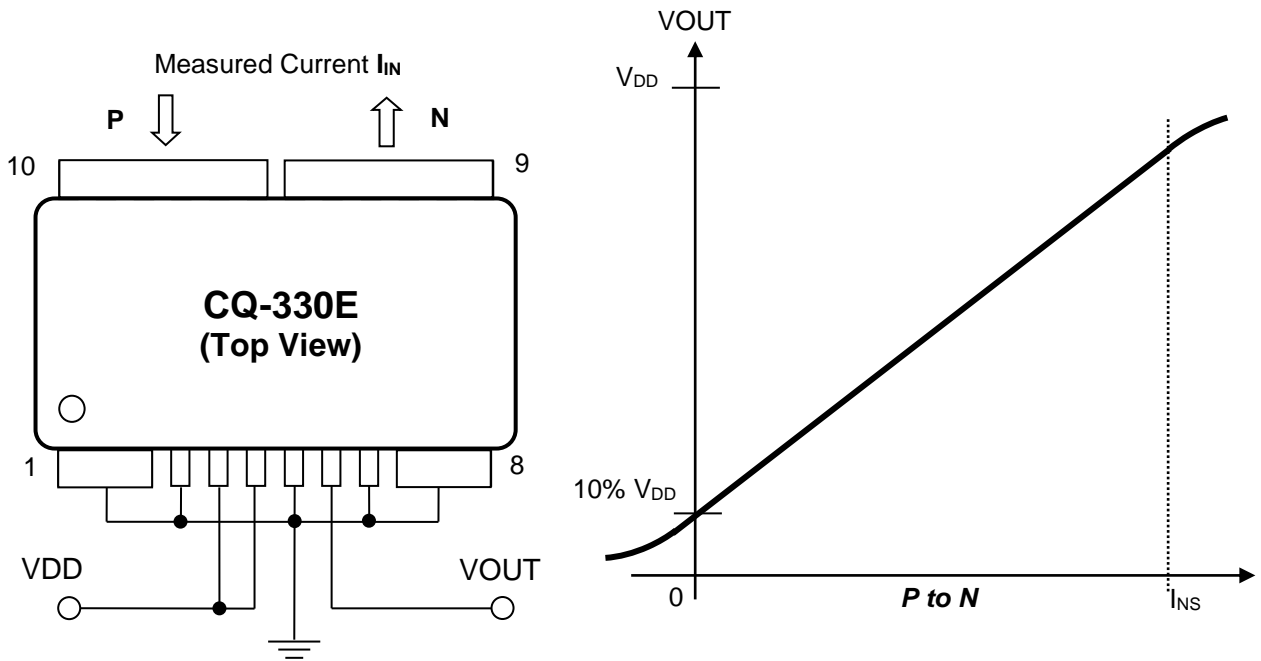 Measured Current IIN
P
N
10
9
CQ-330E
(Top View)
1
8
VDD
VOUT
VOUT
VDD
10% VDD
0
P to N
INS